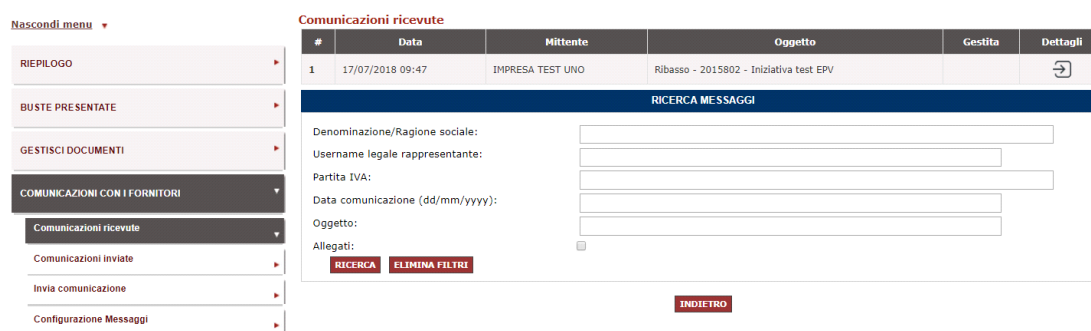 Nascondi menu
RIEPILOGO
BUSTE PRESENTATE
GESTISCI DOCUMENTI
COMUNICAZIONI CON I FORNITORI
Comunicazioni ricevute
Comunicazioni inviate
Invia comunicazione
Configurazione Messaggi
Comunicazioni ricevute
# Data Mittente Oggetto Gestita Dettagli
1 17/07/2018 09:47 IMPRESA TEST UNO Ribasso - 2015802 - Iniziativa test EPV
RICERCA MESSAGGI
Denominazione/Ragione sociale:
Username legale rappresentante:
Partita IVA:
Data comunicazione (dd/mm/yyyy):
Oggetto:
Allegati:
RICERCA ELIMINA FILTRI
INDIETRO